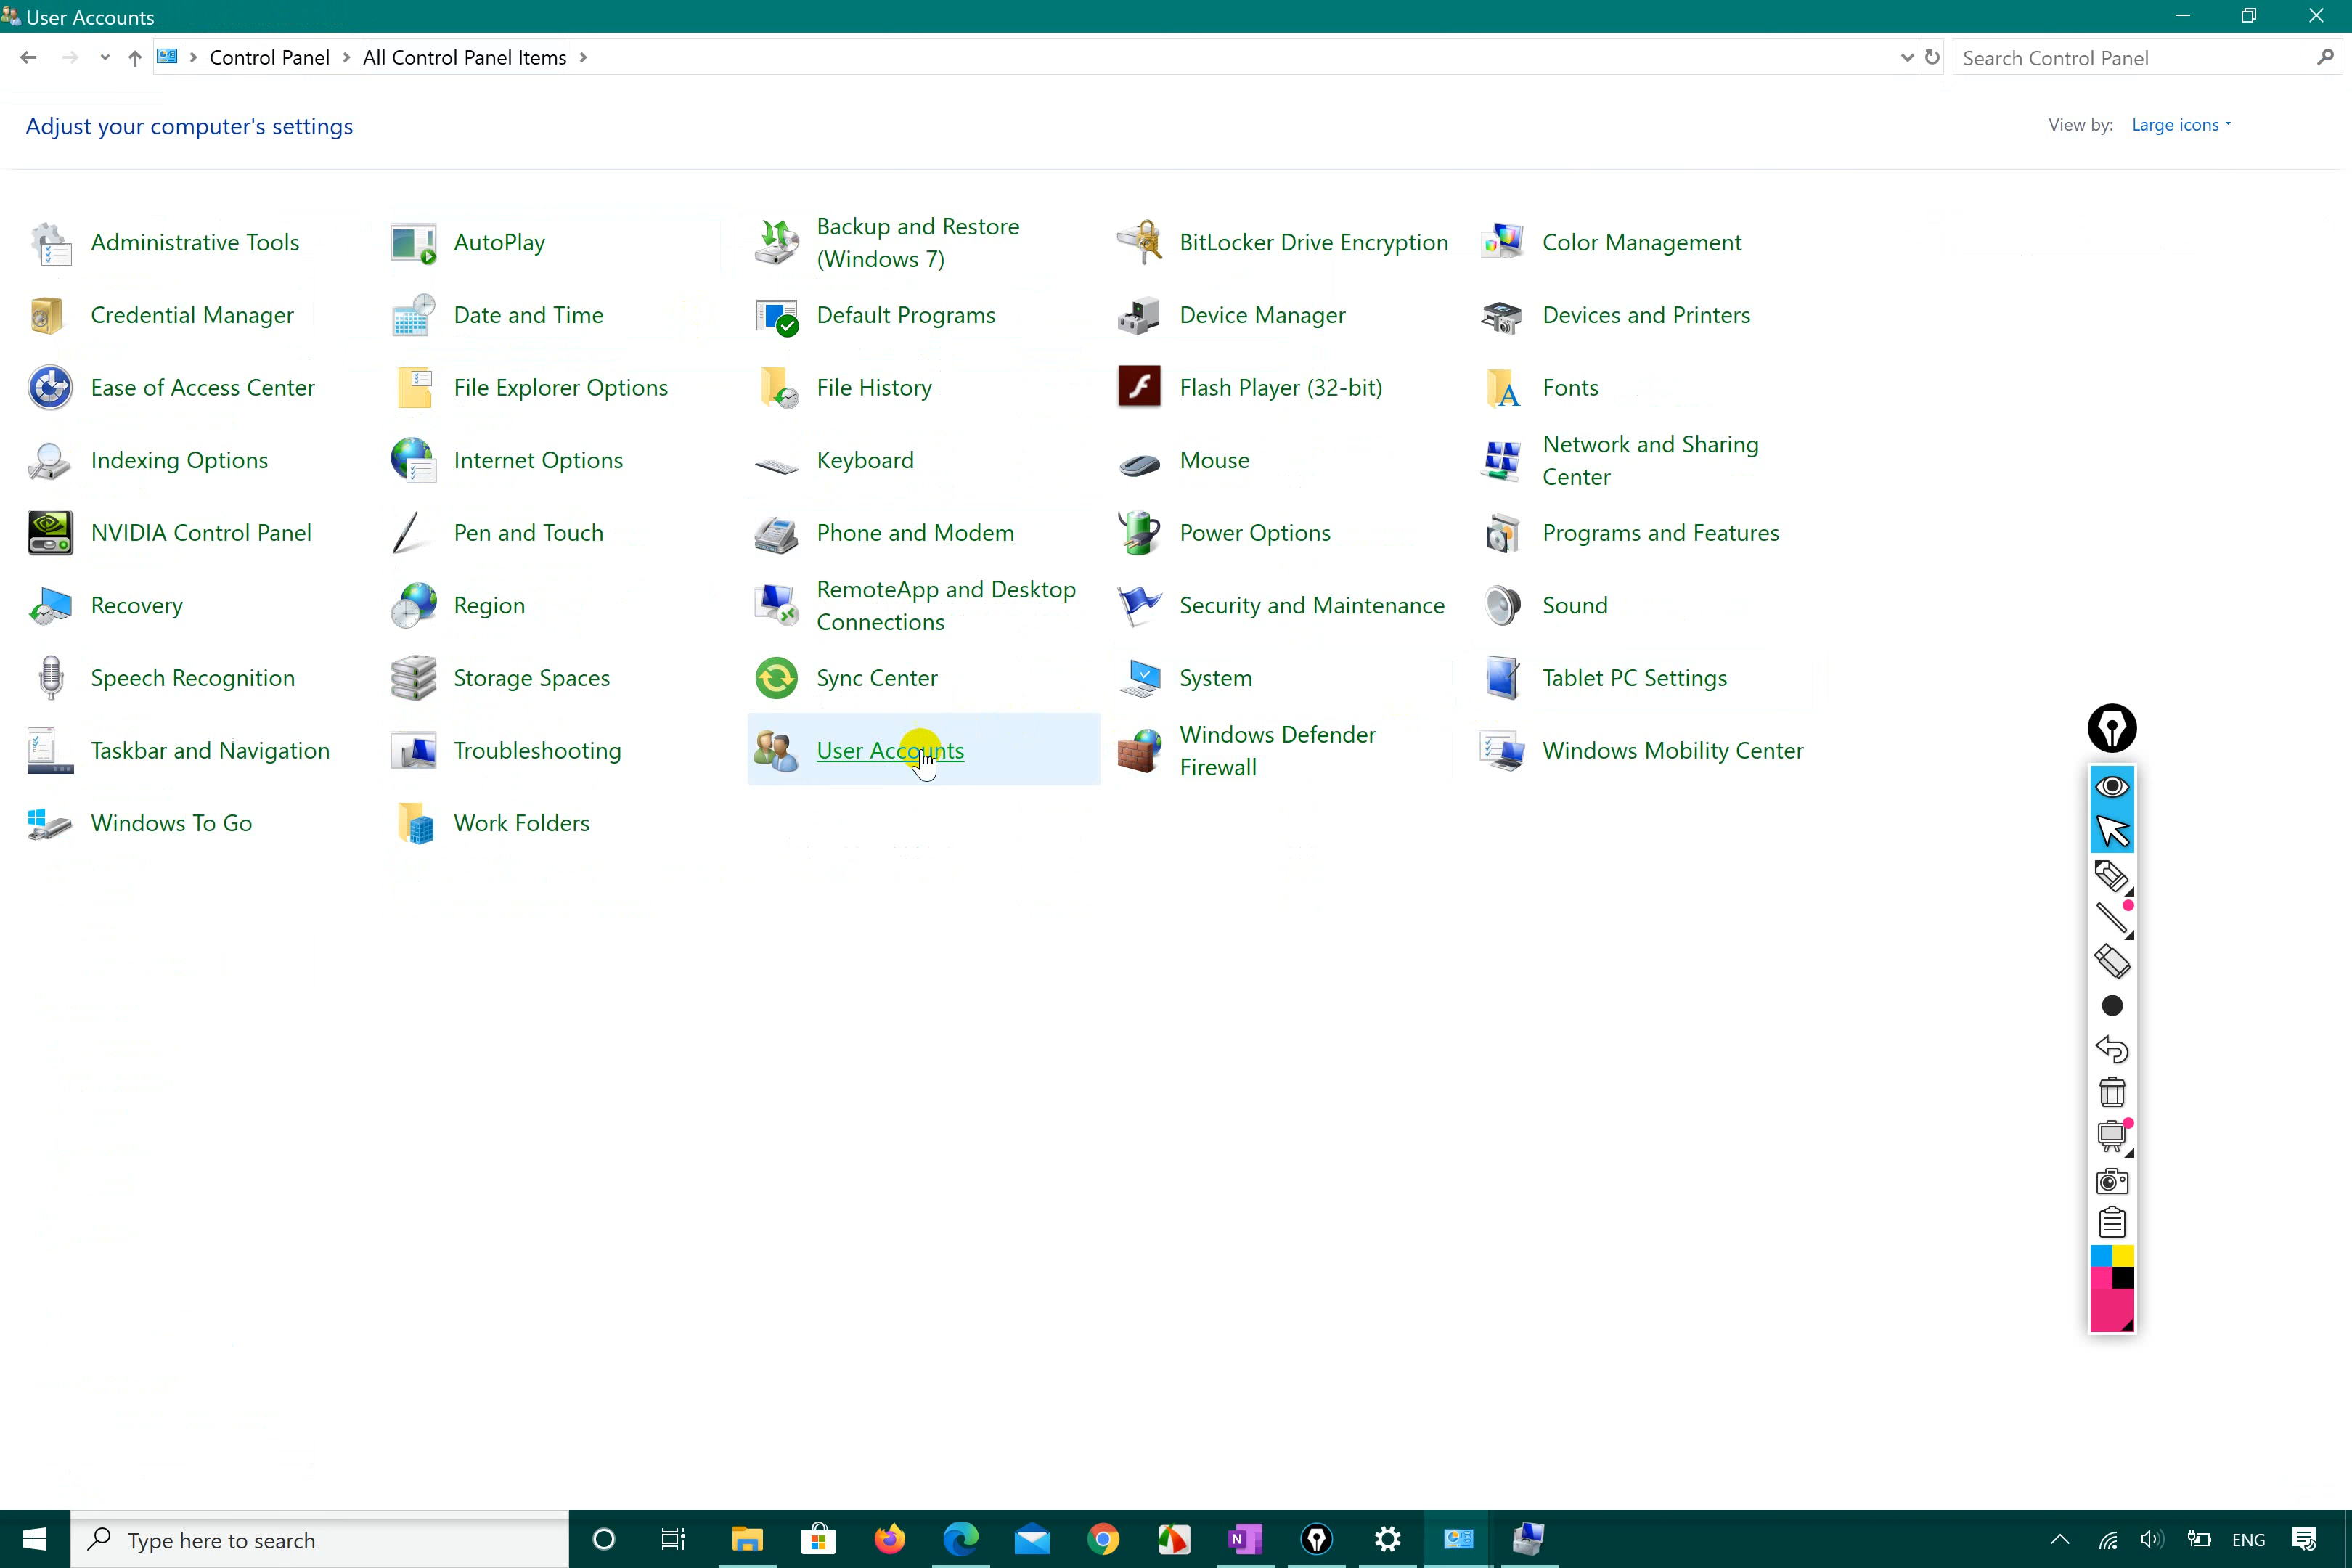 User Accounts
Control Panel > All Control Panel Items >
Search Control Panel
Adjust your computer's settings
View by: Large icons
Administrative Tools
AutoPlay
Backup and Restore
(Windows 7)
BitLocker Drive Encryption
Color Management
Credential Manager
Date and Time
Default Programs
Device Manager
Devices and Printers
Ease of Access Center
File Explorer Options
File History
Flash Player (32-bit)
Fonts
Indexing Options
Internet Options
Keyboard
Mouse
Network and Sharing
Center
NVIDIA Control Panel
Pen and Touch
Phone and Modem
Power Options
Programs and Features
Recovery
Region
RemoteApp and Desktop
Connections
Security and Maintenance
Sound
Speech Recognition
Storage Spaces
Sync Center
System
Tablet PC Settings
Taskbar and Navigation
Troubleshooting
User Accounts
Windows Defender
Firewall
Windows Mobility Center
Windows To Go
Work Folders
Type here to search
ENG